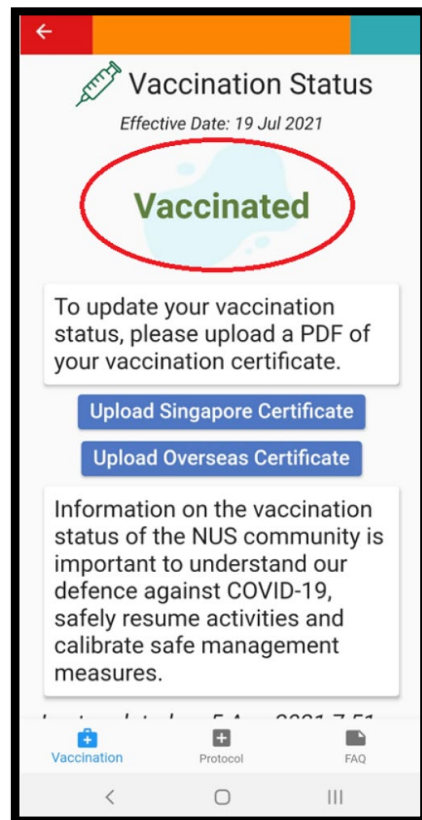 Vaccination Status
Effective Date: 19 Jul 2021
Vaccinated
To update your vaccination
status, please upload a PDF of
your vaccination certificate.
Upload Singapore Certificate
Upload Overseas Certificate
Information on the vaccination
status of the NUS community is
important to understand our
defence against COVID-19,
safely resume activities and
calibrate safe management
measures.
Vaccination
Protocol
FAQ